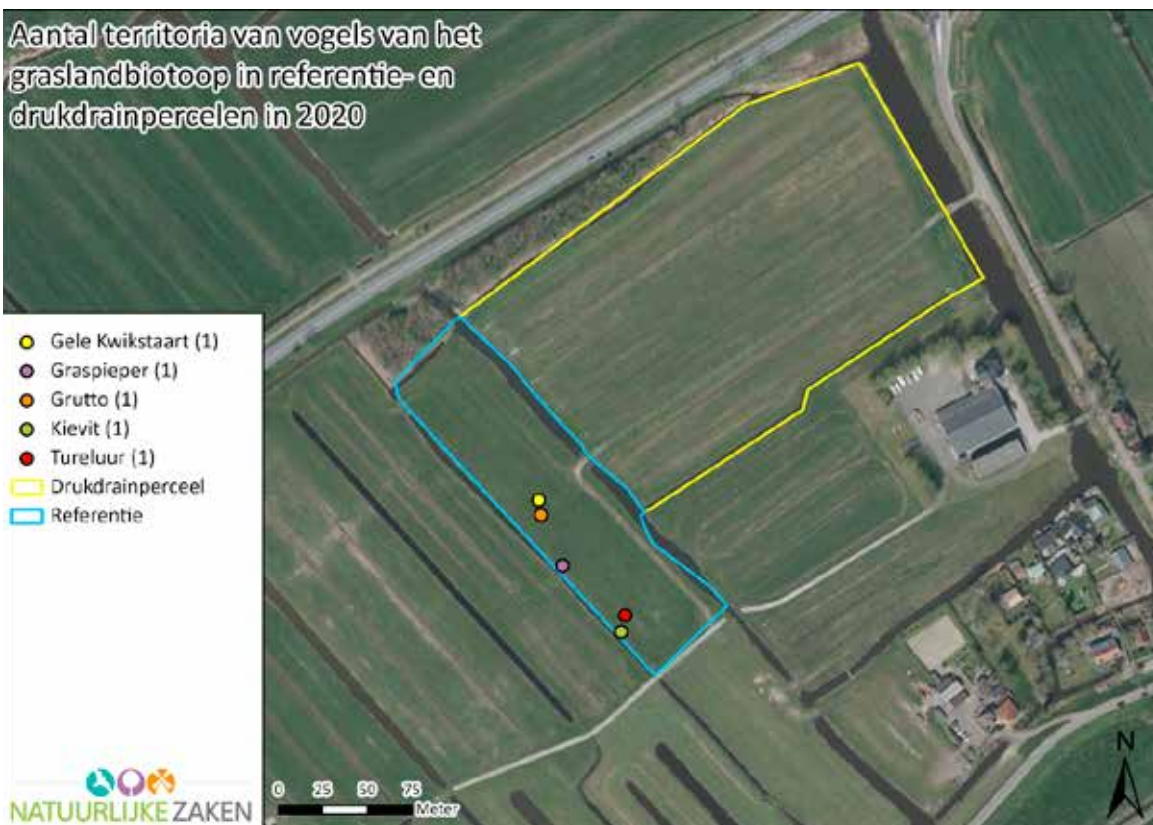 Aantal territoria van vogels van het
graslandbiotoop in referentie- en
drukdrainpercelen in 2020
Gele Kwikstaart (1)
Graspieper (1)
Grutto (1)
Kievit (1)
Tureluur (1)
Drukdrainperceel
Referentie
NATUURLIJKE ZAKEN
0 25 50 75
Meter
N